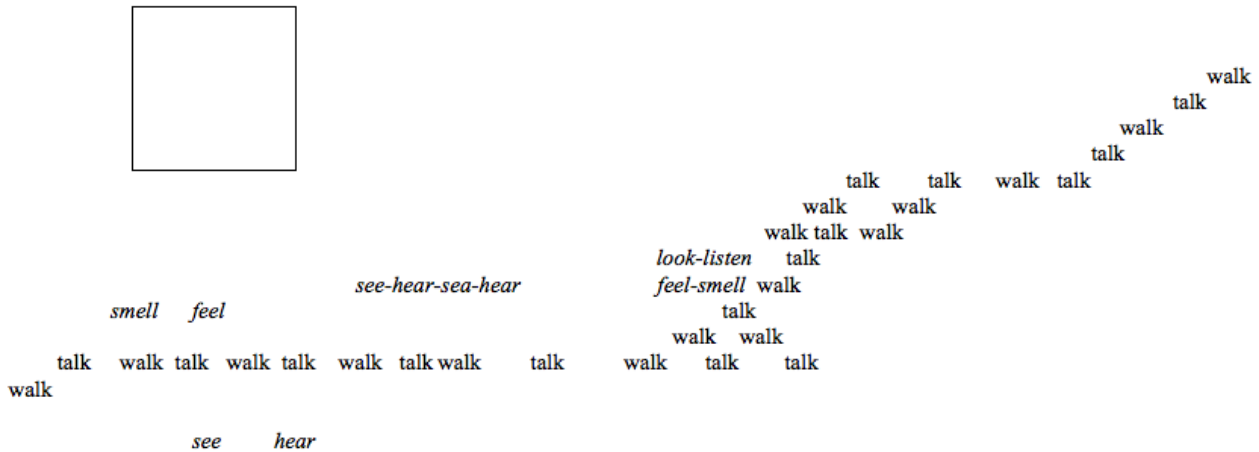 walk
talk
walk
talk
talk talk walk talk
walk walk
walk talk walk
look-listen talk
see-hear-sea-hear feel-smell walk
smell feel talk
walk walk
talk walk talk walk talk walk talk walk talk walk talk talk
walk
see hear